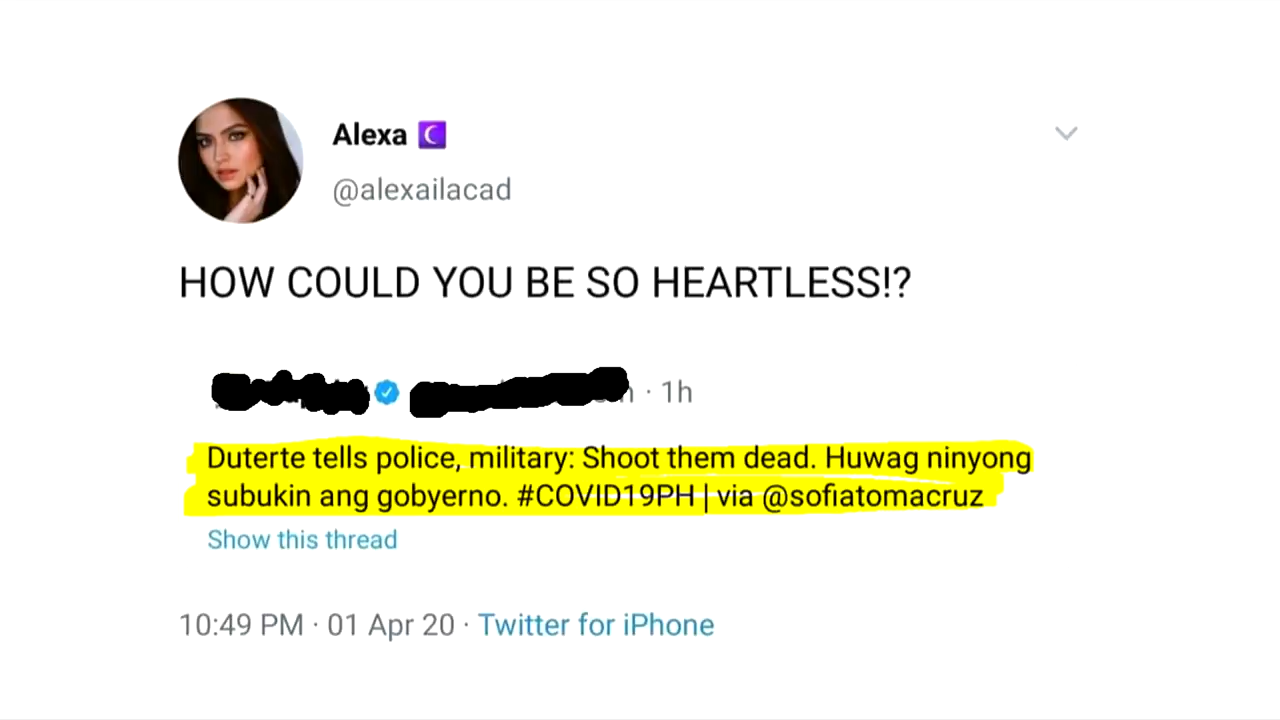 Alexa
@alexailacad
HOW COULD YOU BE SO HEARTLESS!?
· 1h
Duterte tells police, military: Shoot them dead. Huwag ninyong
subukin ang gobyerno. #COVID19PH | via @sofiatomacruz
Show this thread
10:49 PM · 01 Apr 20 · Twitter for iPhone